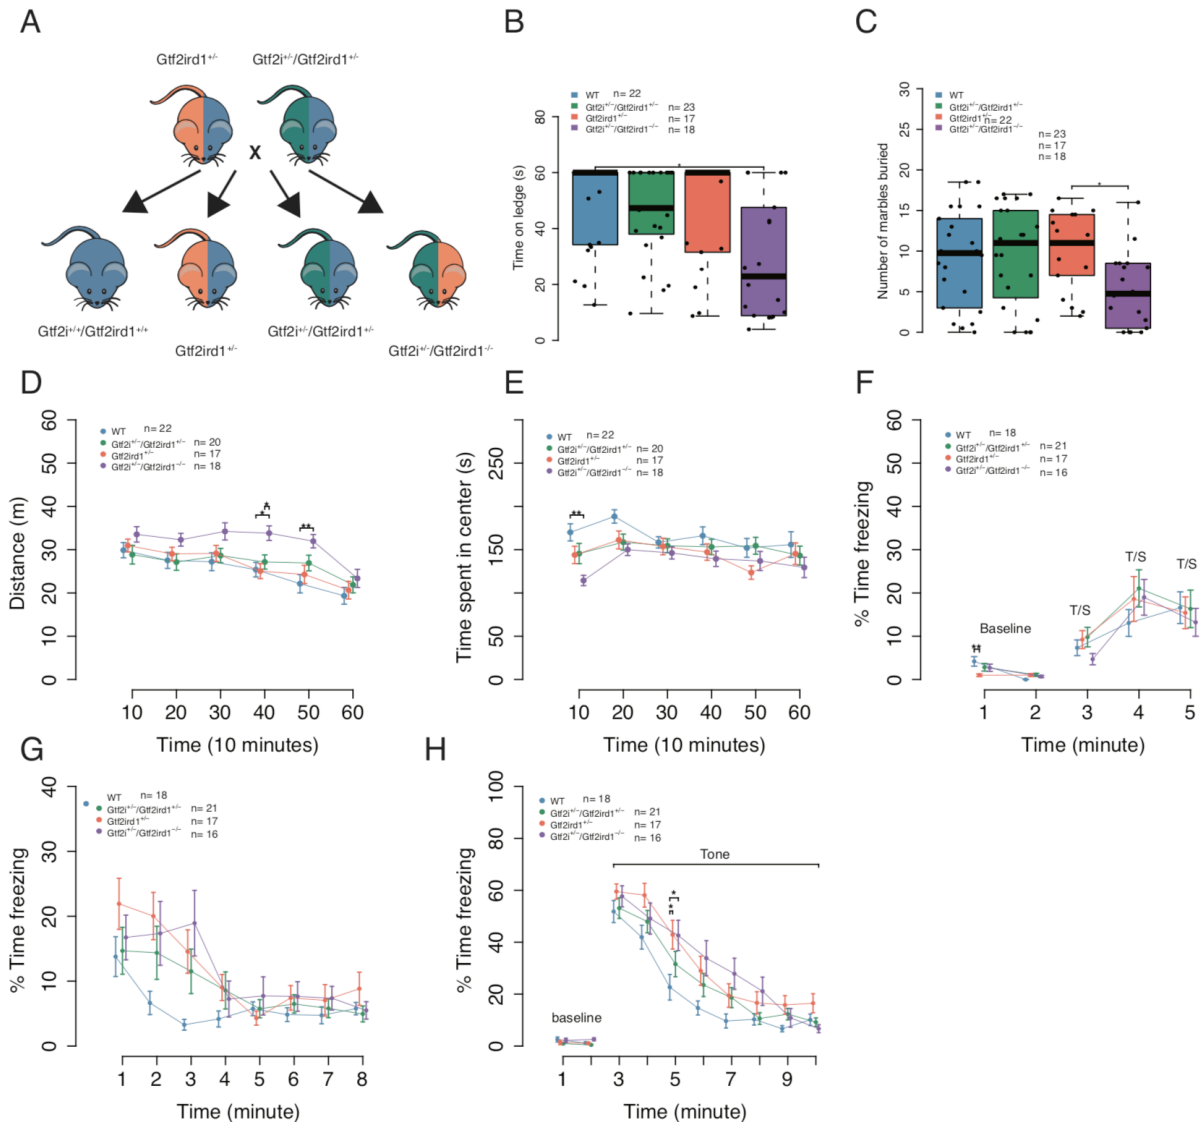 A
Gtf2ird1+/-
Gtf2i+/-/Gtf2ird1+/-
X
Gtf2i+/+/Gtf2ird1+/+
Gtf2ird1+/-
Gtf2i+/-/Gtf2ird1+/-
Gtf2i+/-/Gtf2ird1-/-
B
WT n= 22
Gtf2i+/−/Gtf2ird1+/− n= 23
Gtf2ird1+/− n= 17
Gtf2i+/−/Gtf2ird1−/− n= 18
*
Time on ledge (s)
80
60
40
20
0
C
WT
Gtf2i+/−/Gtf2ird1+/−
Gtf2ird1+/− n= 22
Gtf2i+/−/Gtf2ird1−/− n= 23
n= 17
n= 18
*
Number of marbles buried
30
25
20
15
10
5
0
D
WT n= 22
Gtf2i+/−/Gtf2ird1+/− n= 20
Gtf2ird1+/− n= 17
Gtf2i+/−/Gtf2ird1−/− n= 18
*
*
**
Distance (m)
60
50
40
30
20
10
0
10 20 30 40 50 60
Time (10 minutes)
E
WT n= 22
Gtf2i+/−/Gtf2ird1+/− n= 20
Gtf2ird1+/− n= 17
Gtf2i+/−/Gtf2ird1−/− n= 18
**
Time spent in center (s)
250
150
50
0
10 20 30 40 50 60
Time (10 minutes)
F
WT n= 18
Gtf2i+/−/Gtf2ird1+/− n= 21
Gtf2ird1+/− n= 17
Gtf2i+/−/Gtf2ird1−/− n= 16
T/S
T/S
T/S
Baseline
**
% Time freezing
60
50
40
30
20
10
0
1 2 3 4 5
Time (minute)
G
WT n= 18
Gtf2i+/−/Gtf2ird1+/− n= 21
Gtf2ird1+/− n= 17
Gtf2i+/−/Gtf2ird1−/− n= 16
% Time freezing
40
30
20
10
0
1 2 3 4 5 6 7 8
Time (minute)
H
WT n= 18
Gtf2i+/−/Gtf2ird1+/− n= 21
Gtf2ird1+/− n= 17
Gtf2i+/−/Gtf2ird1−/− n= 16
Tone
*
*
baseline
% Time freezing
100
80
60
40
20
0
1 3 5 7 9
Time (minute)